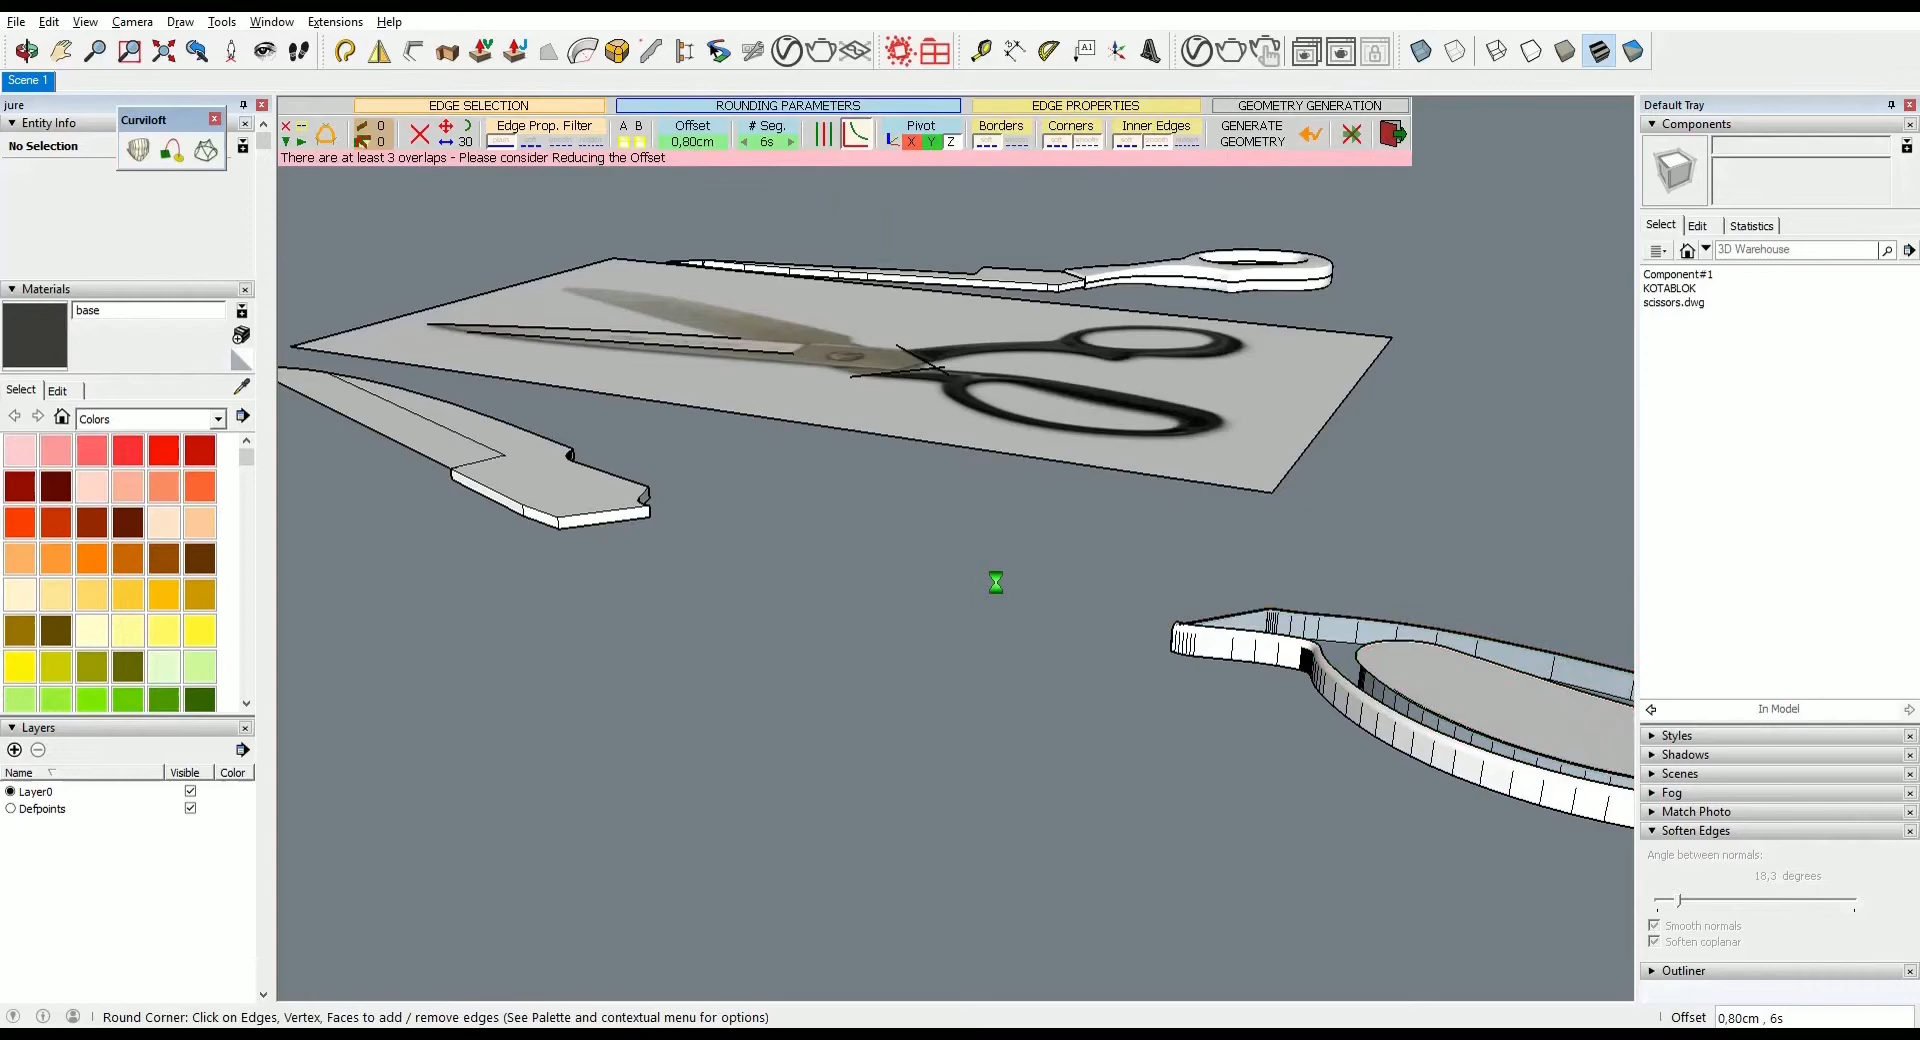 File Edit View Camera Draw Tools Window Extensions Help
A1
Scene 1
jure
Entity Info
No Selection
Curviloft
Materials
base
Select Edit
Colors
Layers
Name Visible Color
Layer0
Defpoints
EDGE SELECTION ROUNDING PARAMETERS EDGE PROPERTIES GEOMETRY GENERATION
0 Edge Prop. Filter A B Offset # Seg. Pivot Borders Corners Inner Edges GENERATE
0 30 0,80cm 6s X Y Z GEOMETRY
There are at least 3 overlaps - Please consider Reducing the Offset
Default Tray
Components
Select Edit Statistics
3D Warehouse
Component#1
KOTABLOK
scissors.dwg
In Model
Styles
Shadows
Scenes
Fog
Match Photo
Soften Edges
Angle between normals:
18,3 degrees
Smooth normals
Soften coplanar
Outliner
Round Corner: Click on Edges, Vertex, Faces to add / remove edges (See Palette and contextual menu for options)
Offset 0,80cm , 6s